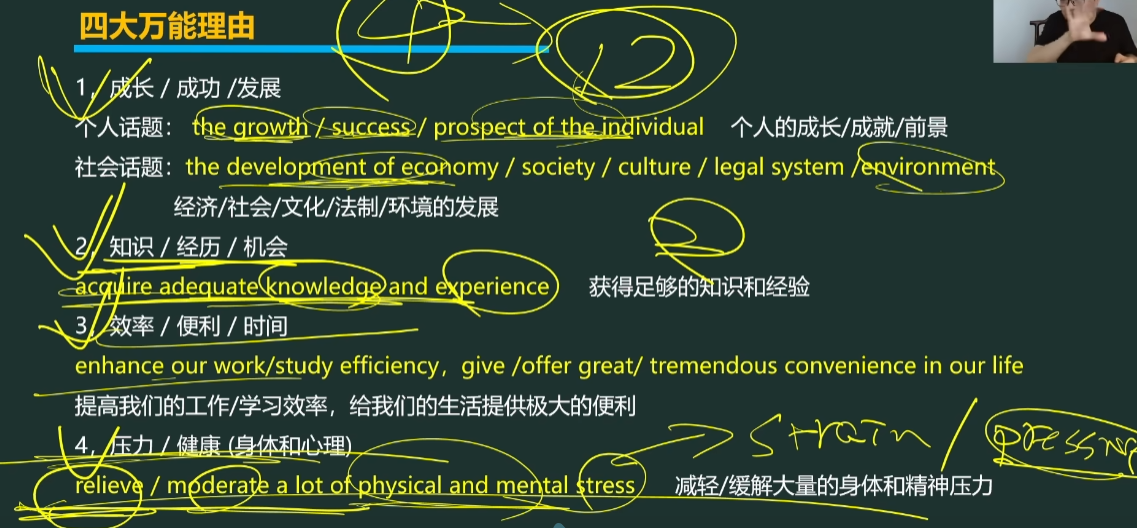 四大万能理由
4 12
1，成长 / 成功 /发展
个人话题： the growth / success / prospect of the individual 个人的成长/成就/前景
社会话题：the development of economy / society / culture / legal system /environment
经济/社会/文化/法制/环境的发展
2，知识 / 经历 / 机会
acquire adequate knowledge and experience 获得足够的知识和经验
3，效率 / 便利 / 时间
enhance our work/study efficiency，give /offer great/ tremendous convenience in our life
提高我们的工作/学习效率，给我们的生活提供极大的便利
strain / pressure
4，压力 / 健康 (身体和心理)
relieve / moderate a lot of physical and mental stress 减轻/缓解大量的身体和精神压力